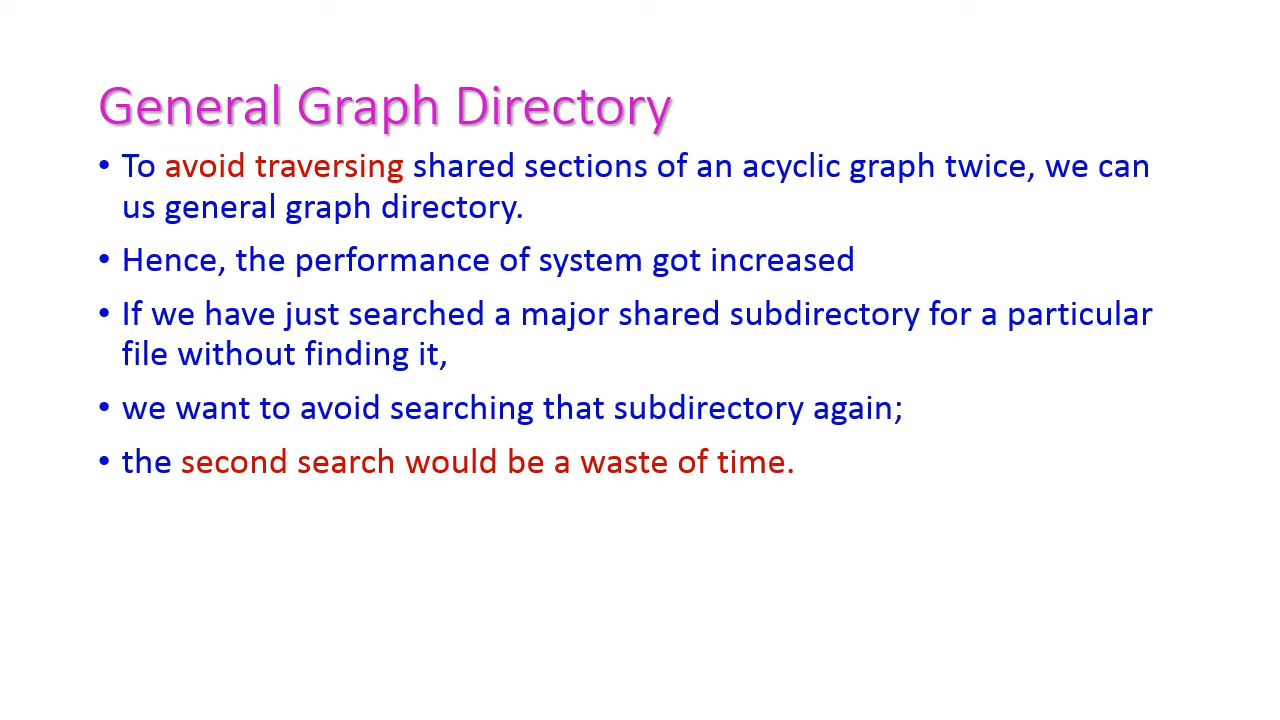 General Graph Directory
• To avoid traversing shared sections of an acyclic graph twice, we can
us general graph directory.
• Hence, the performance of system got increased
• If we have just searched a major shared subdirectory for a particular
file without finding it,
• we want to avoid searching that subdirectory again;
• the second search would be a waste of time.